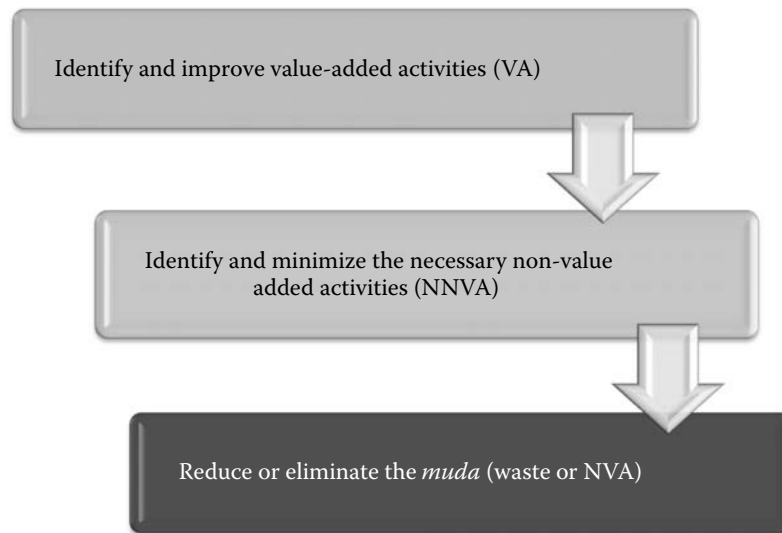 Identify and improve value-added activities (VA)
Identify and minimize the necessary non-value
added activities (NNVA)
Reduce or eliminate the muda (waste or NVA)